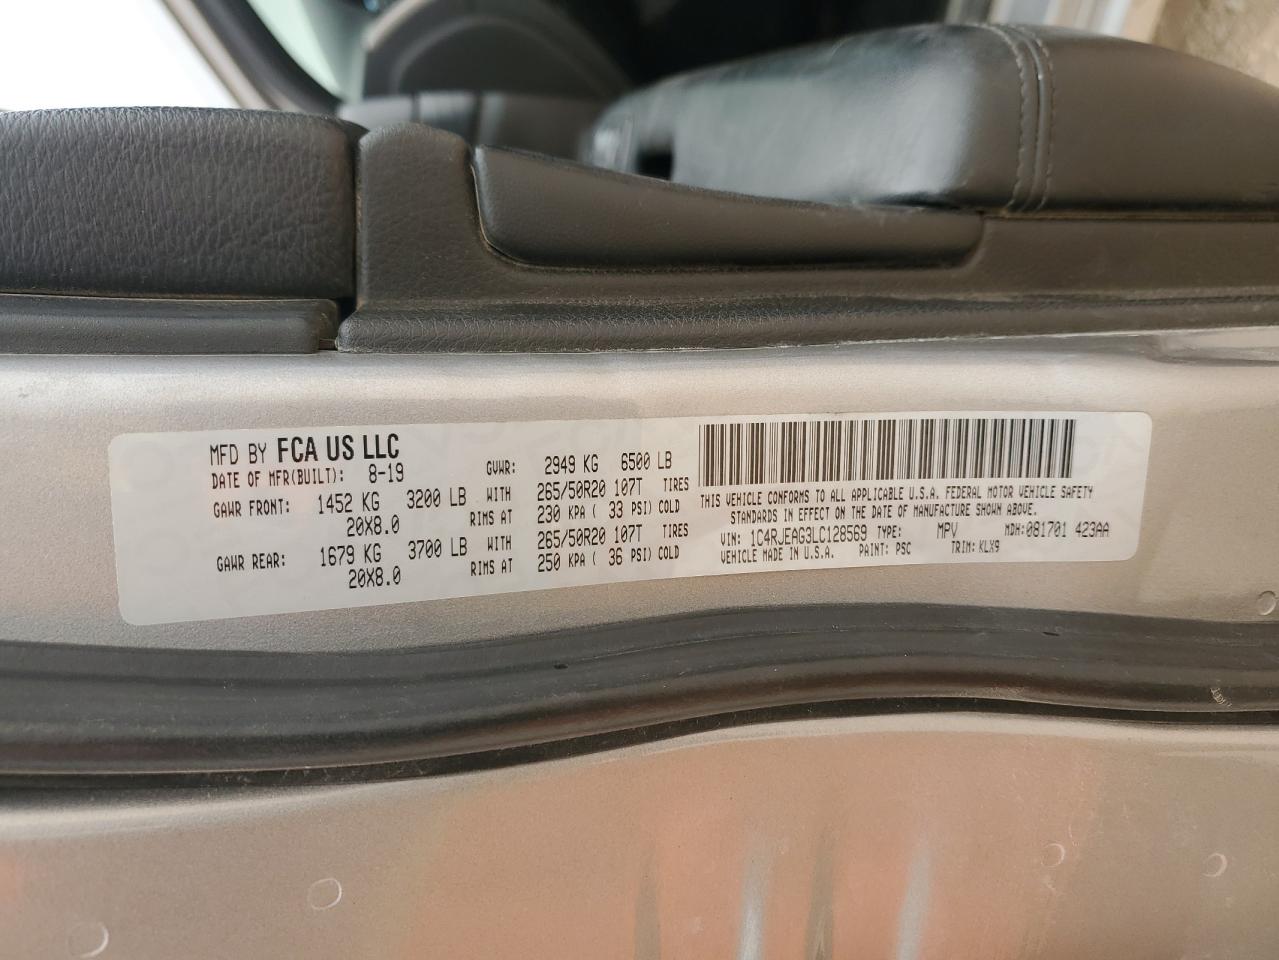 MFD BY FCA US LLC
DATE OF MFR(BUILT): 8-19 GVWR: 2949 KG 6500 LB
GAWR FRONT: 1452 KG 3200 LB WITH 265/50R20 107T TIRES
20X8.0 RIMS AT 230 KPA ( 33 PSI) COLD
GAWR REAR: 1679 KG 3700 LB WITH 265/50R20 107T TIRES
20X8.0 RIMS AT 250 KPA ( 36 PSI) COLD
THIS VEHICLE CONFORMS TO ALL APPLICABLE U.S.A. FEDERAL MOTOR VEHICLE SAFETY
STANDARDS IN EFFECT ON THE DATE OF MANUFACTURE SHOWN ABOVE.
VIN: 1C4RJEAG3LC128569 TYPE: MPV MDH:081701 423AA
VEHICLE MADE IN U.S.A. PAINT: PSC TRIM: KLX9